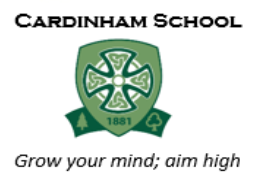 CARDINHAM SCHOOL
1881
Grow your mind; aim high